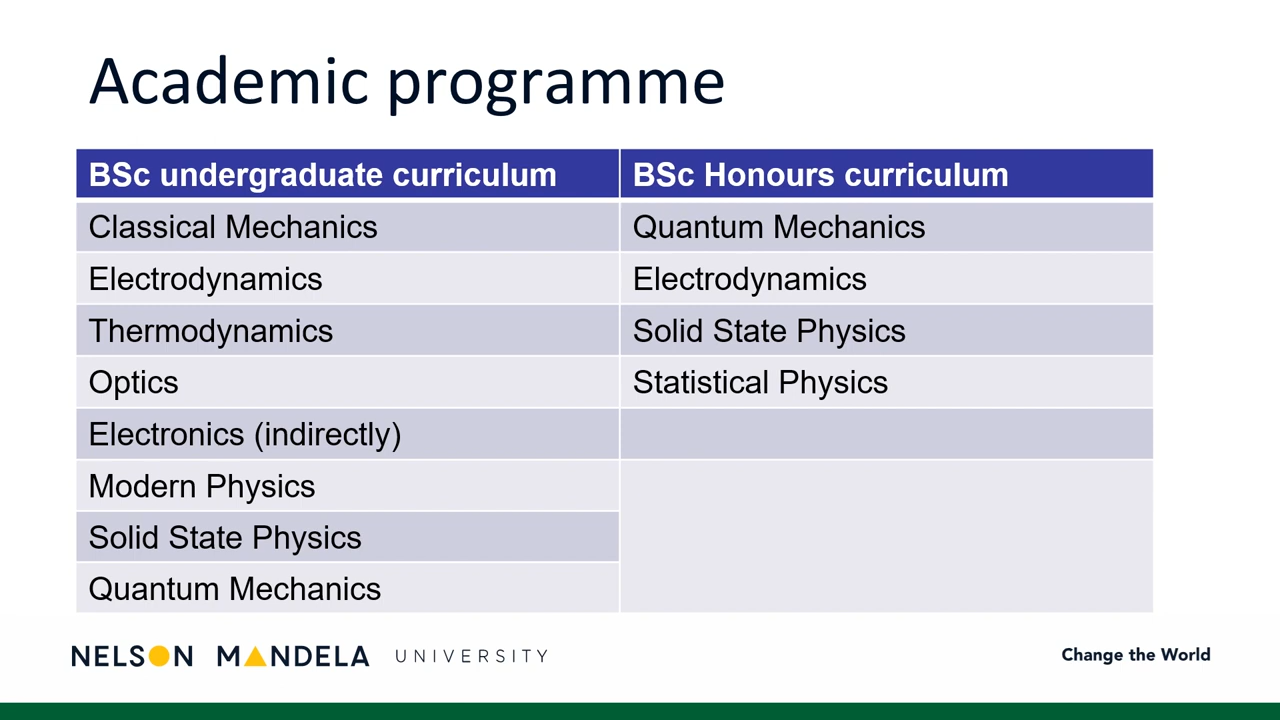 Academic programme
BSc undergraduate curriculum BSc Honours curriculum
Classical Mechanics Quantum Mechanics
Electrodynamics Electrodynamics
Thermodynamics Solid State Physics
Optics Statistical Physics
Electronics (indirectly)
Modern Physics
Solid State Physics
Quantum Mechanics
NELSON MANDELA UNIVERSITY
Change the World